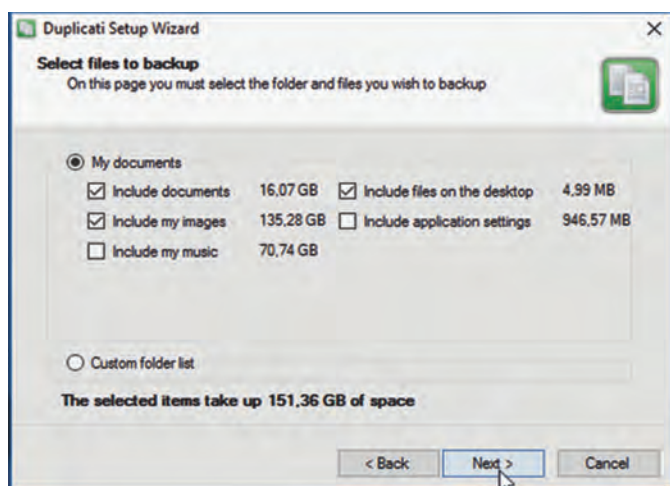 Duplicati Setup Wizard
Select files to backup
On this page you must select the folder and files you wish to backup
My documents
Include documents 16,07 GB Include files on the desktop 4,99 MB
Include my images 135,28 GB Include application settings 946,57 MB
Include my music 70,74 GB
Custom folder list
The selected items take up 151,36 GB of space
< Back Next > Cancel